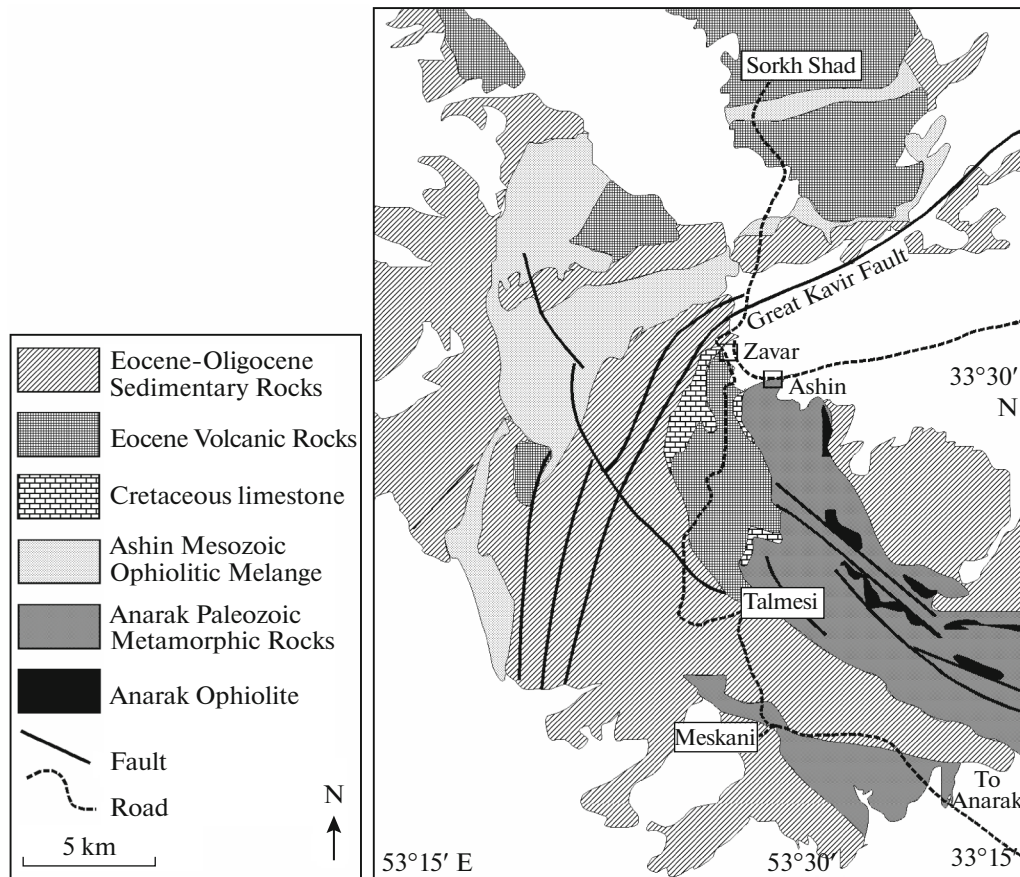 Eocene–Oligocene
Sedimentary Rocks
Eocene Volcanic Rocks
Cretaceous limestone
Ashin Mesozoic
Ophiolitic Melange
Anarak Paleozoic
Metamorphic Rocks
Anarak Ophiolite
Fault
Road
N
5 km
Sorkh Shad
Great Kavir Fault
Zavar
Ashin
33°30′
N
Talmesi
Meskani
To
Anarak
53°15′ E
53°30′
33°15′